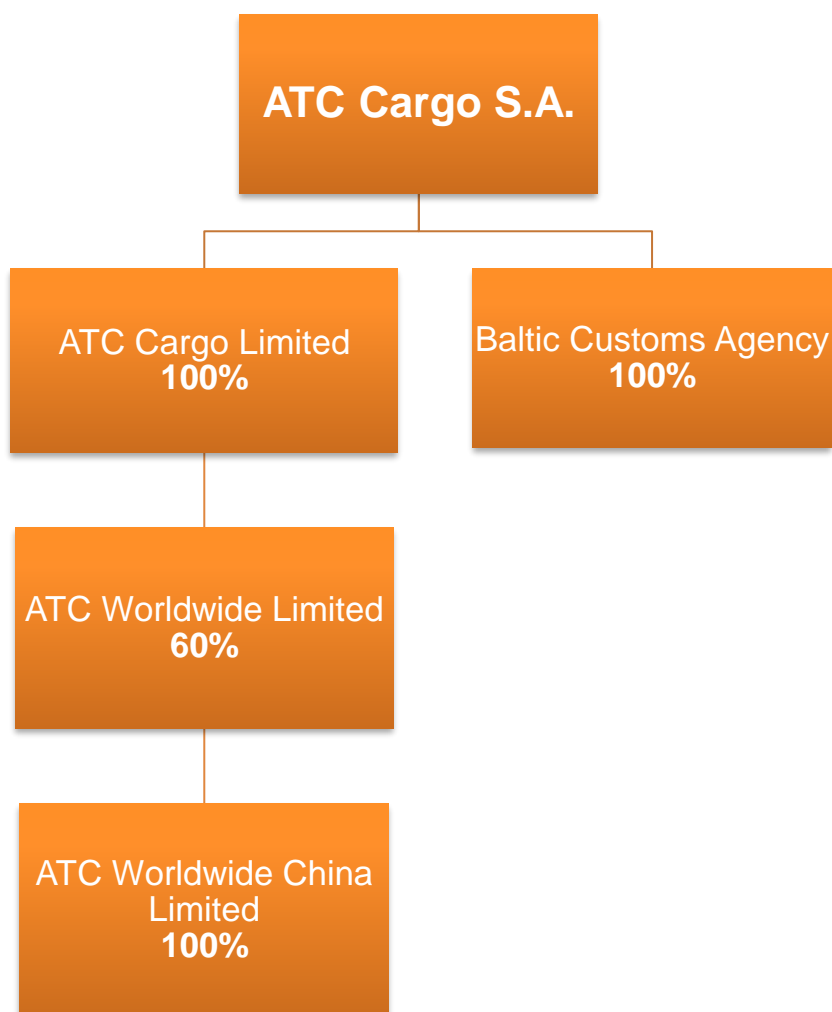 ATC Cargo S.A.
ATC Cargo Limited
100%
Baltic Customs Agency
100%
ATC Worldwide Limited
60%
ATC Worldwide China
Limited
100%